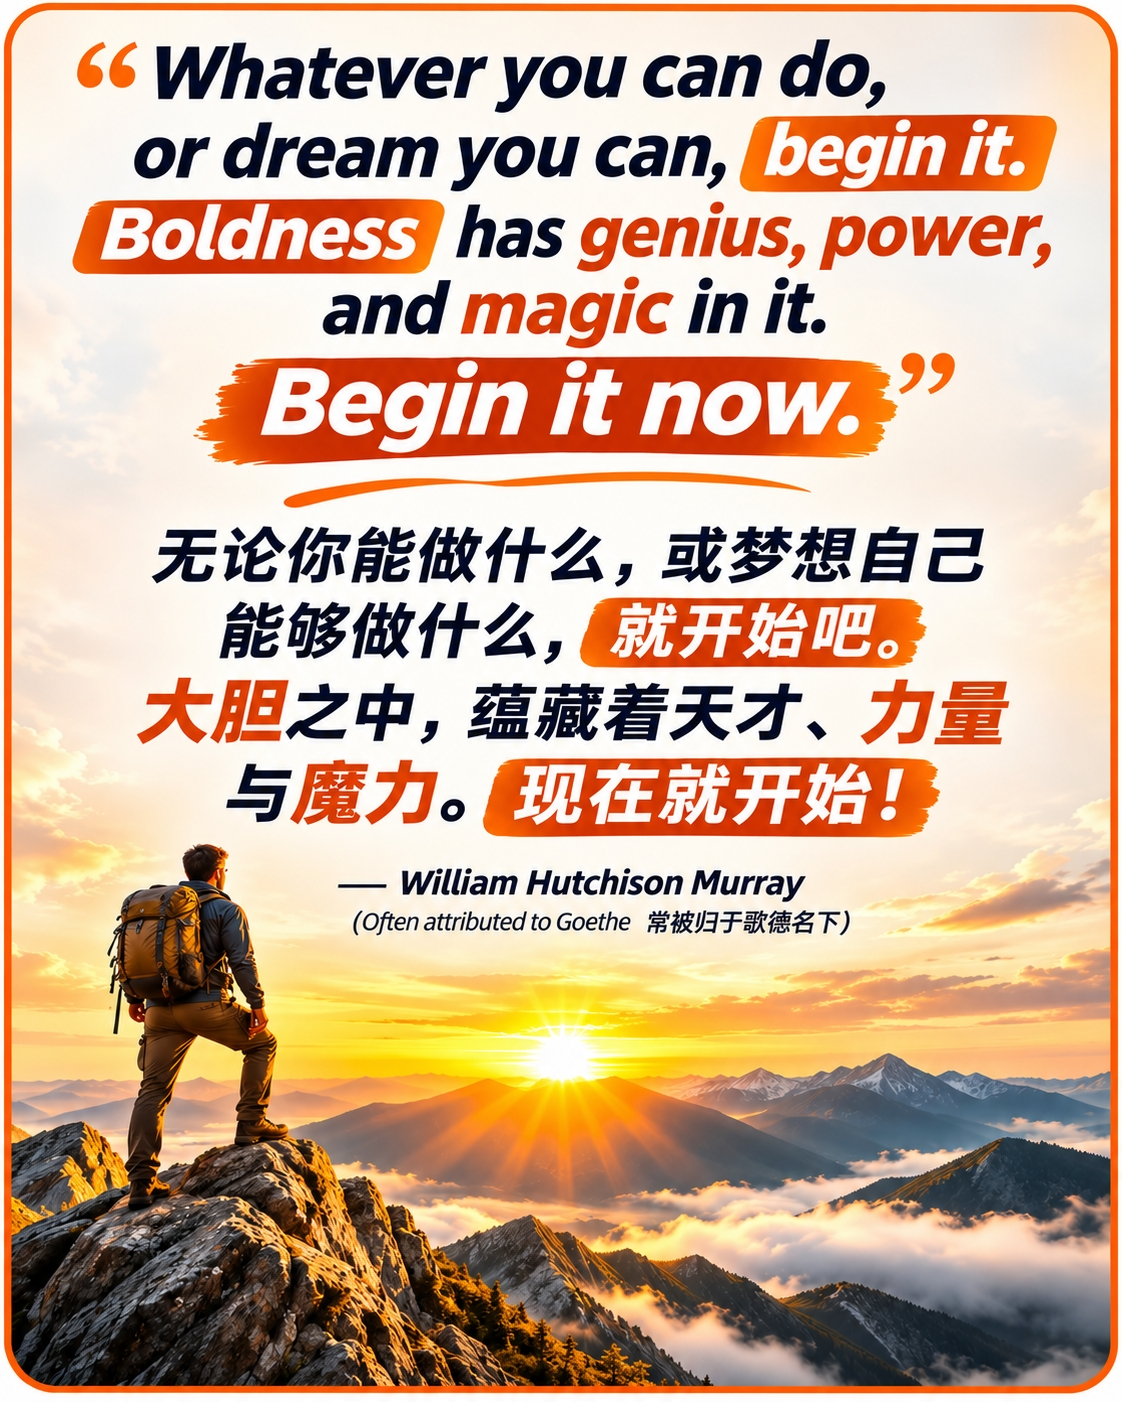 “Whatever you can do,
or dream you can, begin it.
Boldness has genius, power,
and magic in it.
Begin it now.”
无论你能做什么，或梦想自己
能够做什么，就开始吧。
大胆之中，蕴藏着天才、力量
与魔力。现在就开始！
— William Hutchison Murray
(Often attributed to Goethe 常被归于歌德名下)